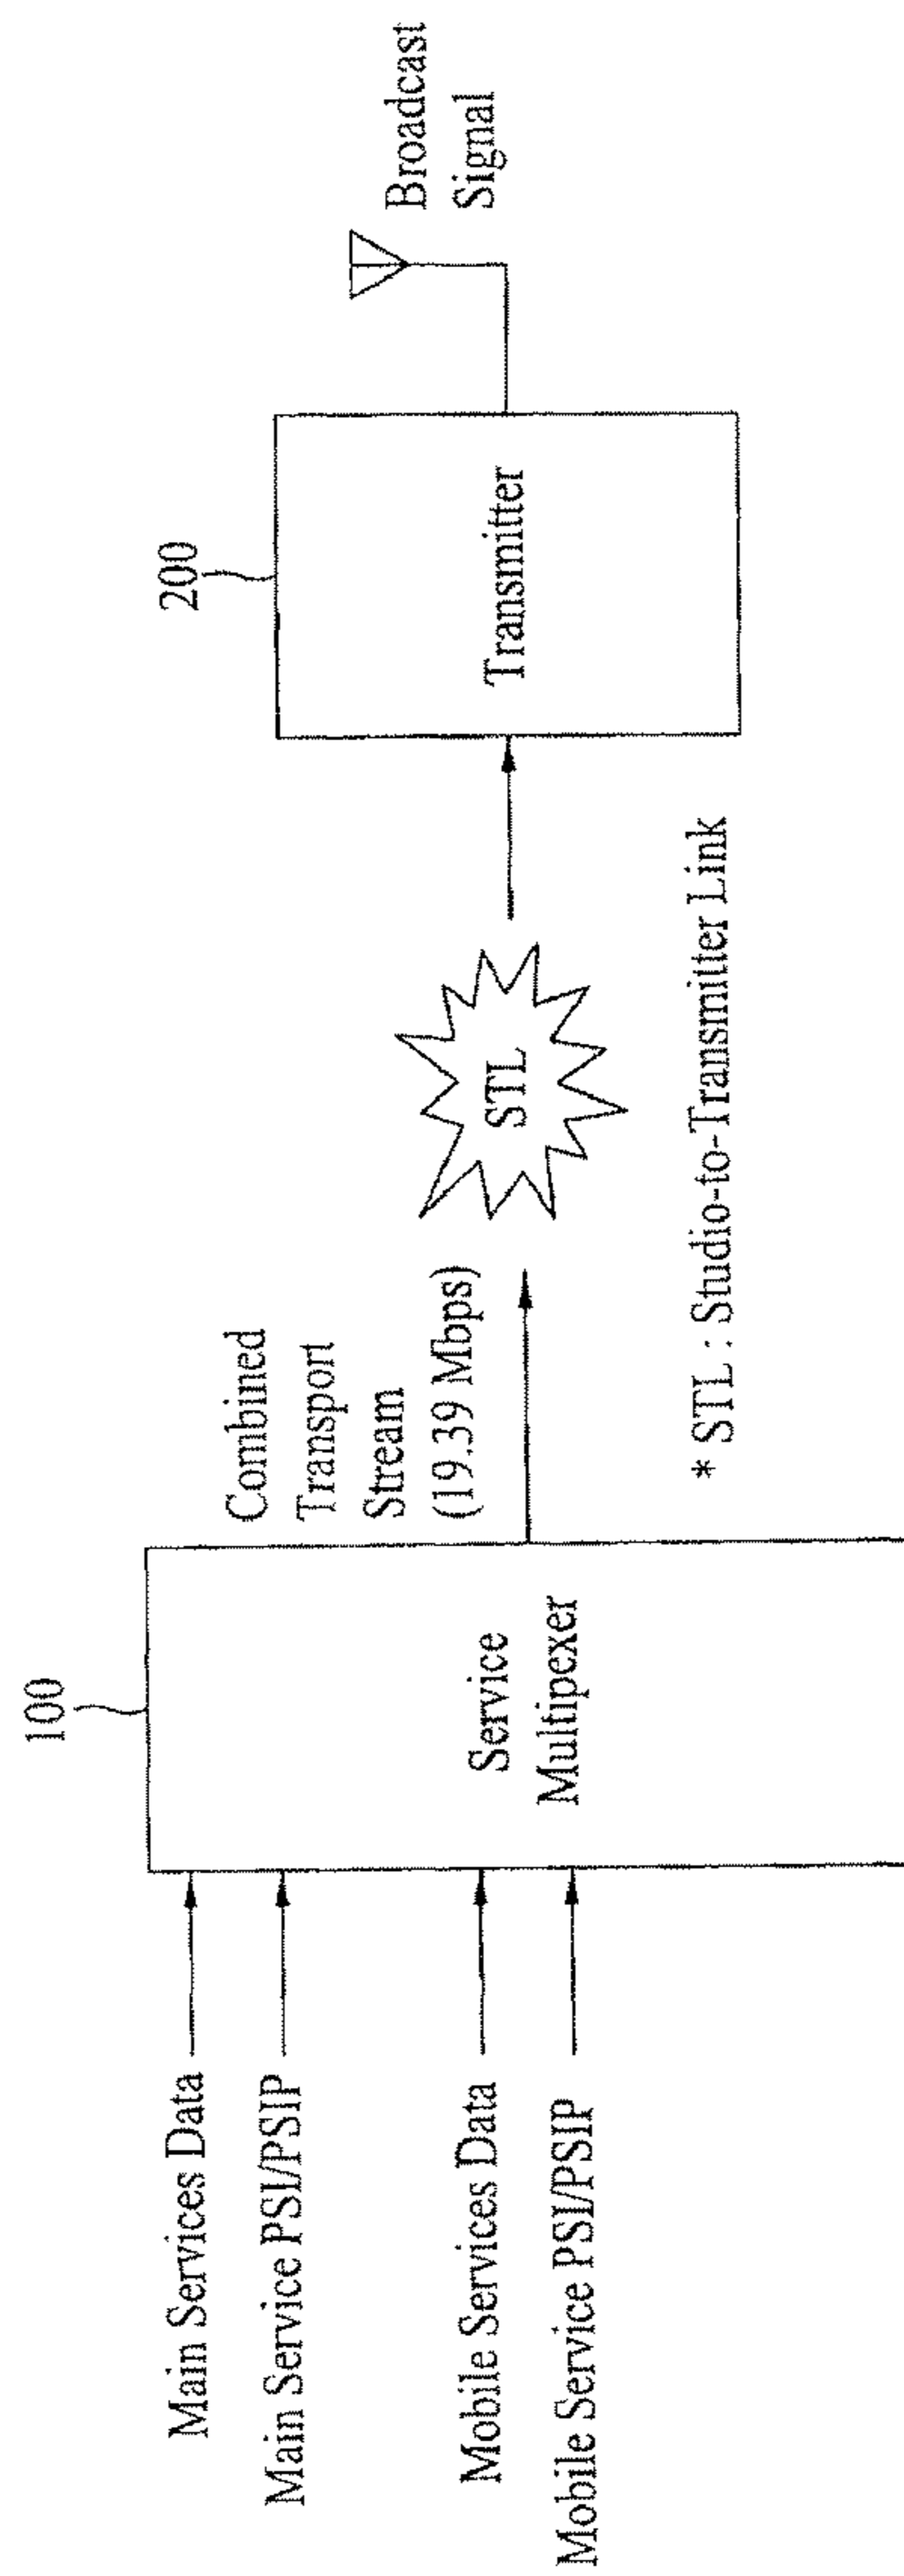 Main Services Data
Main Service PSI/PSIP
Mobile Services Data
Mobile Service PSI/PSIP
100
Service
Multipexer
Combined
Transport
Stream
(19.39 Mbps)
STL
* STL : Studio-to-Transmitter Link
200
Transmitter
Broadcast
Signal